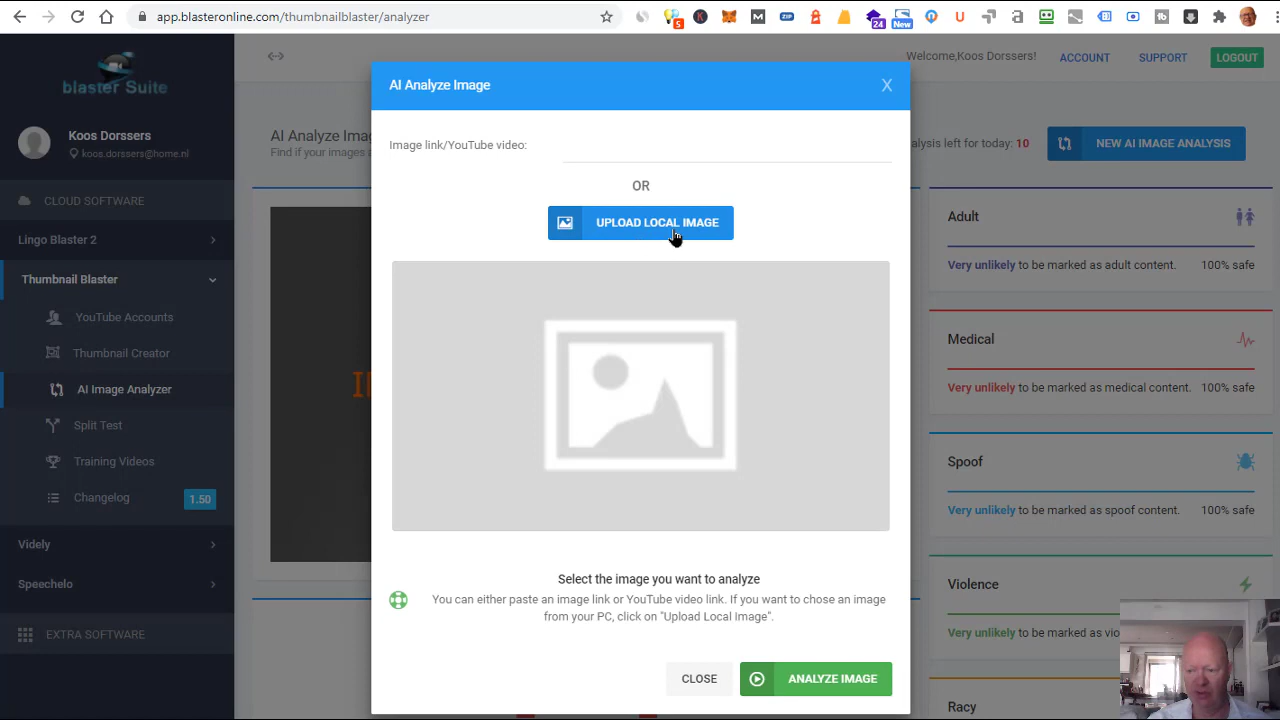 app.blasteronline.com/thumbnailblaster/analyzer
5
ZIP
24
New
blaster Suite
Welcome,Koos Dorssers!
ACCOUNT
SUPPORT
LOGOUT
Koos Dorssers
koos.dorssers@home.nl
CLOUD SOFTWARE
Lingo Blaster 2
Thumbnail Blaster
YouTube Accounts
Thumbnail Creator
AI Image Analyzer
Split Test
Training Videos
Changelog
1.50
Videly
Speechelo
EXTRA SOFTWARE
AI Analyze Imag
Find if your images a
alysis left for today: 10
NEW AI IMAGE ANALYSIS
AI Analyze Image
X
Image link/YouTube video:
OR
UPLOAD LOCAL IMAGE
Select the image you want to analyze
You can either paste an image link or YouTube video link. If you want to chose an image
from your PC, click on "Upload Local Image".
CLOSE
ANALYZE IMAGE
Adult
Very unlikely to be marked as adult content.
100% safe
Medical
Very unlikely to be marked as medical content.
100% safe
Spoof
Very unlikely to be marked as spoof content.
100% safe
Violence
Very unlikely to be marked as vio
Racy